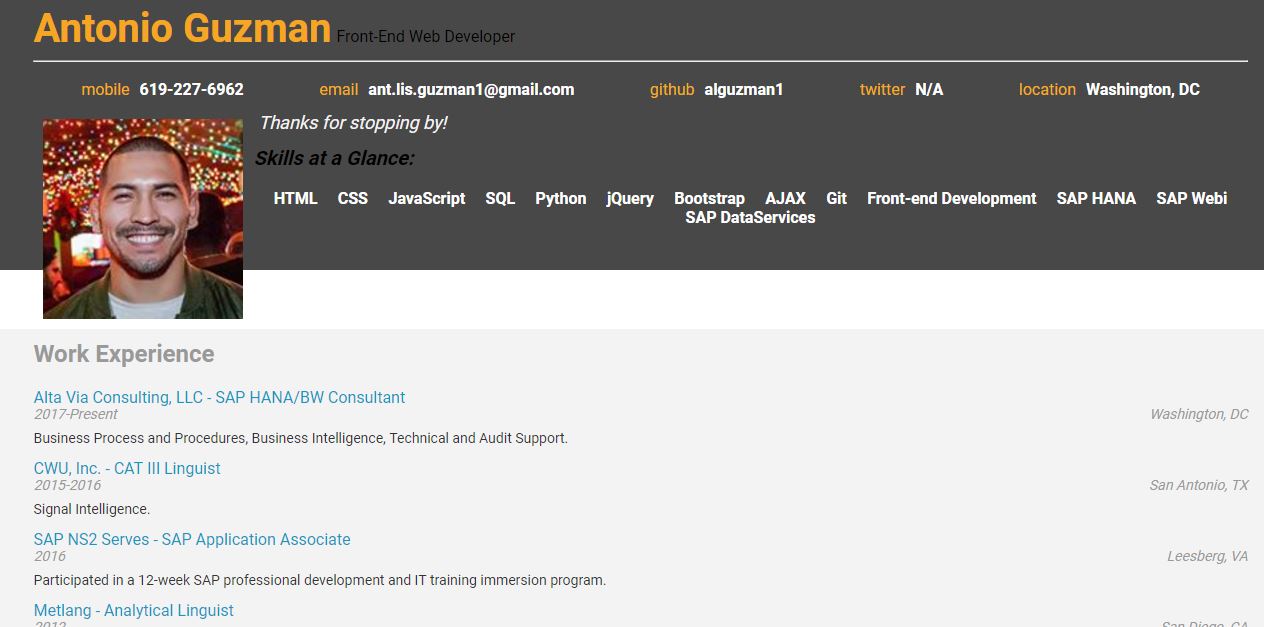 Antonio Guzman Front-End Web Developer
mobile 619-227-6962 email ant.lis.guzman1@gmail.com github alguzman1 twitter N/A location Washington, DC
Thanks for stopping by!
Skills at a Glance:
HTML CSS JavaScript SQL Python jQuery Bootstrap AJAX Git Front-end Development SAP HANA SAP Webi
SAP DataServices
Work Experience
Alta Via Consulting, LLC - SAP HANA/BW Consultant
2017-Present Washington, DC
Business Process and Procedures, Business Intelligence, Technical and Audit Support.
CWU, Inc. - CAT III Linguist
2015-2016 San Antonio, TX
Signal Intelligence.
SAP NS2 Serves - SAP Application Associate
2016 Leesberg, VA
Participated in a 12-week SAP professional development and IT training immersion program.
Metlang - Analytical Linguist
2012 San Diego, CA